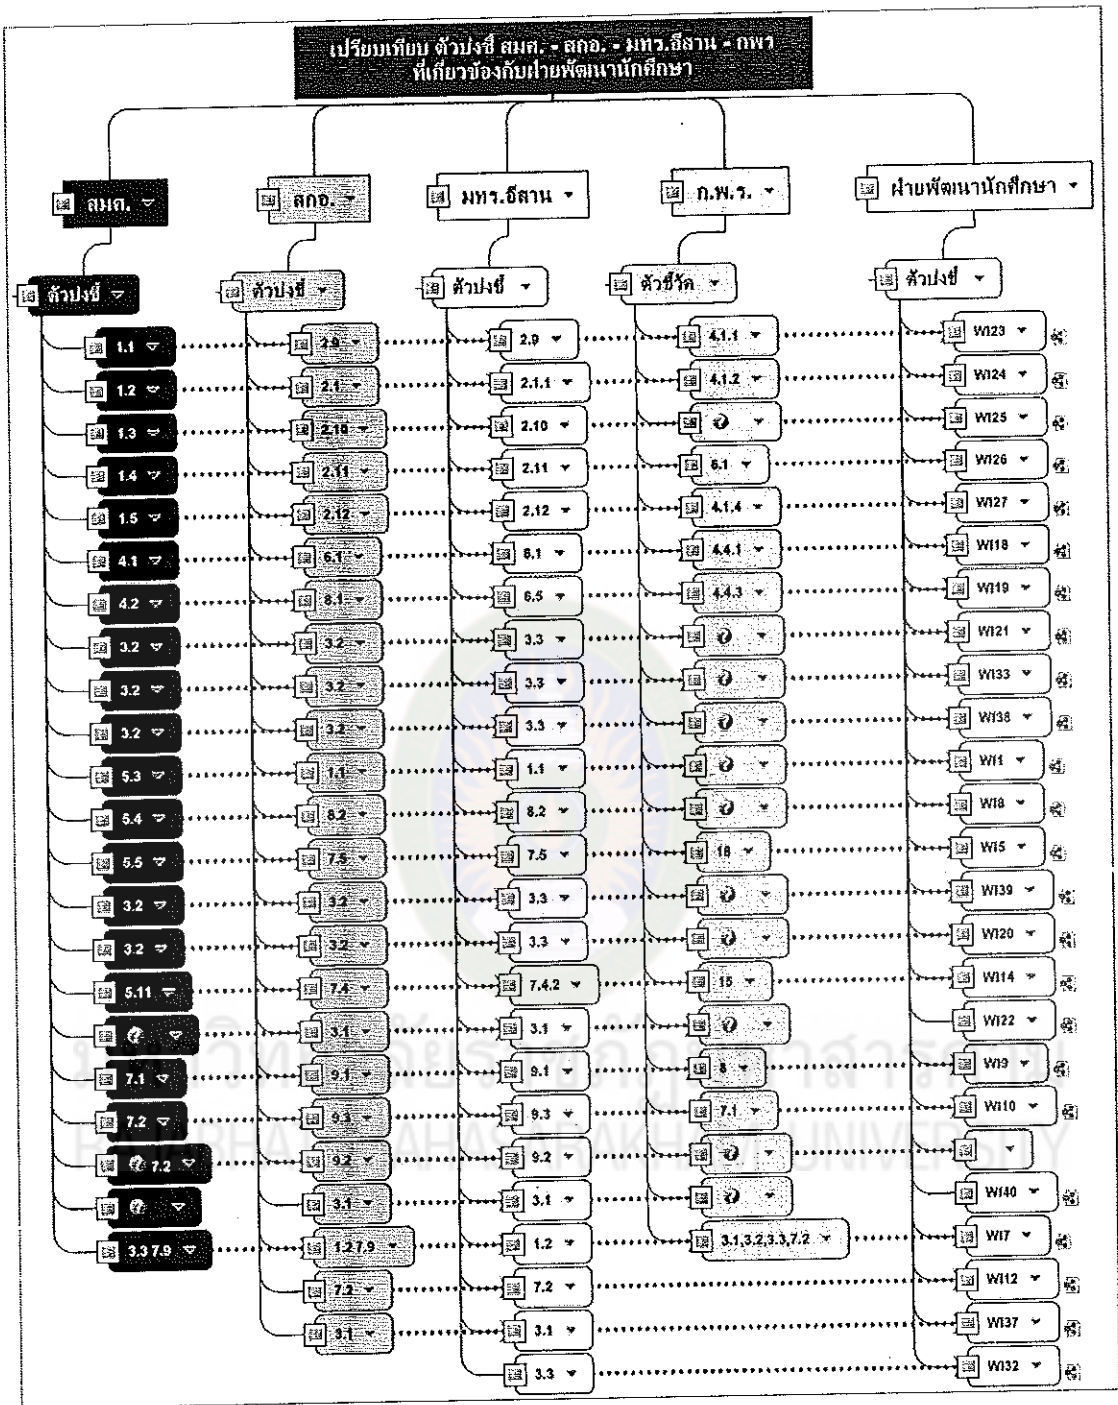 เปรียบเทียบ ตัวบ่งชี้ สมศ. - สกอ. - มทร.อีสาน - กพร
ที่เกี่ยวข้องกับฝ่ายพัฒนานักศึกษา
สมศ. สกอ. มทร.อีสาน ก.พ.ร. ฝ่ายพัฒนานักศึกษา
ตัวบ่งชี้ ตัวบ่งชี้ ตัวบ่งชี้ ตัวชี้วัด ตัวบ่งชี้
1.1 2.9 2.9 4.1.1 WI23
1.2 2.1 2.1.1 4.1.2 WI24
1.3 2.10 2.10 ? WI25
1.4 2.11 2.11 6.1 WI26
1.5 2.12 2.12 4.1.4 WI27
4.1 6.1 6.1 4.4.1 WI18
4.2 6.1 6.5 4.4.3 WI19
3.2 3.2 3.3 ? WI21
3.2 3.2 3.3 ? WI33
3.2 3.2 3.3 ? WI38
5.3 1.1 1.1 ? WI1
5.4 8.2 8.2 ? WI8
5.5 7.5 7.5 16 WI5
3.2 3.2 3.3 ? WI39
3.2 3.2 3.3 ? WI20
5.11 7.4 7.4.2 15 WI14
? 3.1 3.1 ? WI22
7.1 9.1 9.1 8 WI9
7.2 9.3 9.3 7.1 WI10
? 7.2 9.2 9.2 ?
? 3.1 3.1 ? WI40
3.3 7.9 1.2 7.9 1.2 3.1,3.2,3.3,7.2 WI7
7.2 7.2 WI12
3.1 3.1 WI37
3.3 WI32